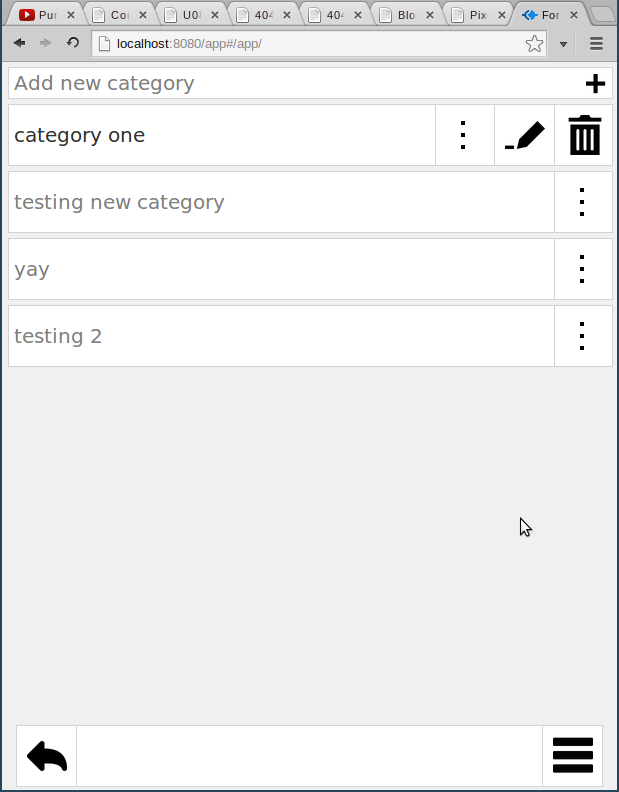 Pu
Co
U0
404
404
Blo
Pix
For
localhost:8080/app#/app/
Add new category
category one
testing new category
yay
testing 2